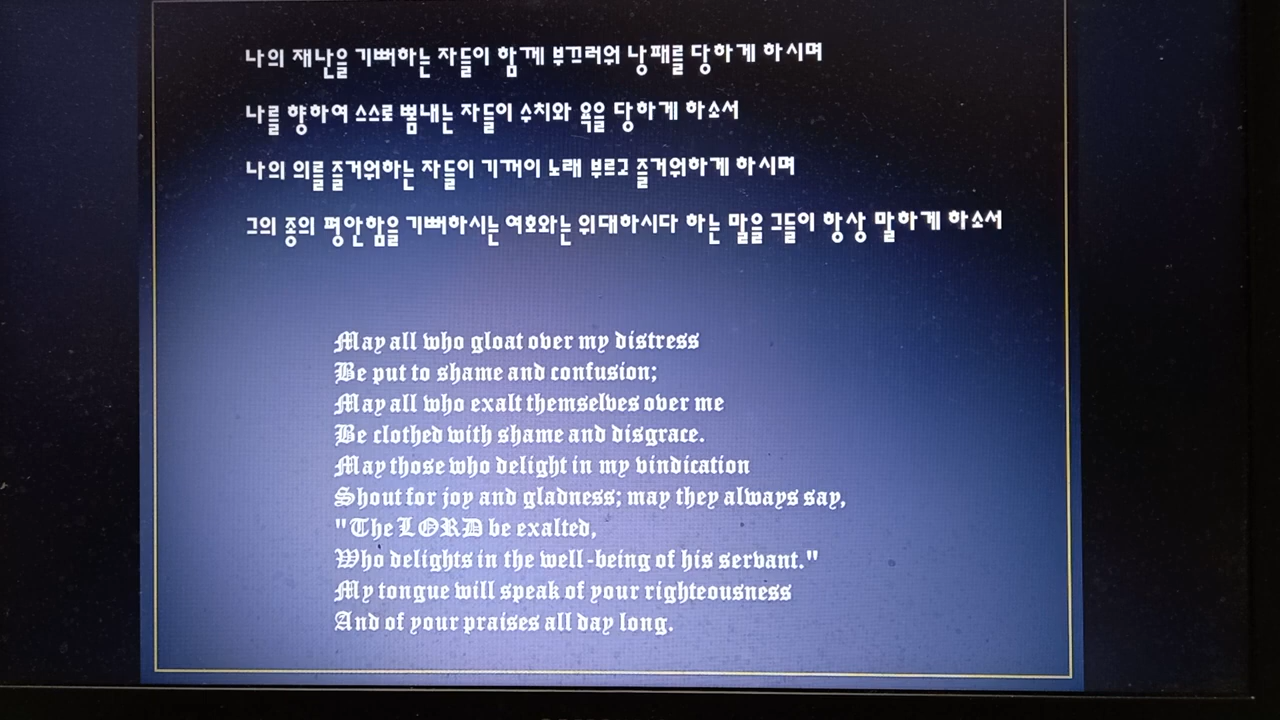 나의 재난을 기뻐하는 자들이 함께 부끄러워 낭패를 당하게 하시며
나를 향하여 스스로 뽐내는 자들이 수치와 욕을 당하게 하소서
나의 의를 즐거워하는 자들이 기꺼이 노래 부르고 즐거워하게 하시며
그의 종의 평안함을 기뻐하시는 여호와는 위대하시다 하는 말을 그들이 항상 말하게 하소서
May all who gloat over my distress
Be put to shame and confusion;
May all who exalt themselves over me
Be clothed with shame and disgrace.
May those who delight in my vindication
Shout for joy and gladness; may they always say,
"The LORD be exalted,
Who delights in the well-being of his servant."
My tongue will speak of your righteousness
And of your praises all day long.